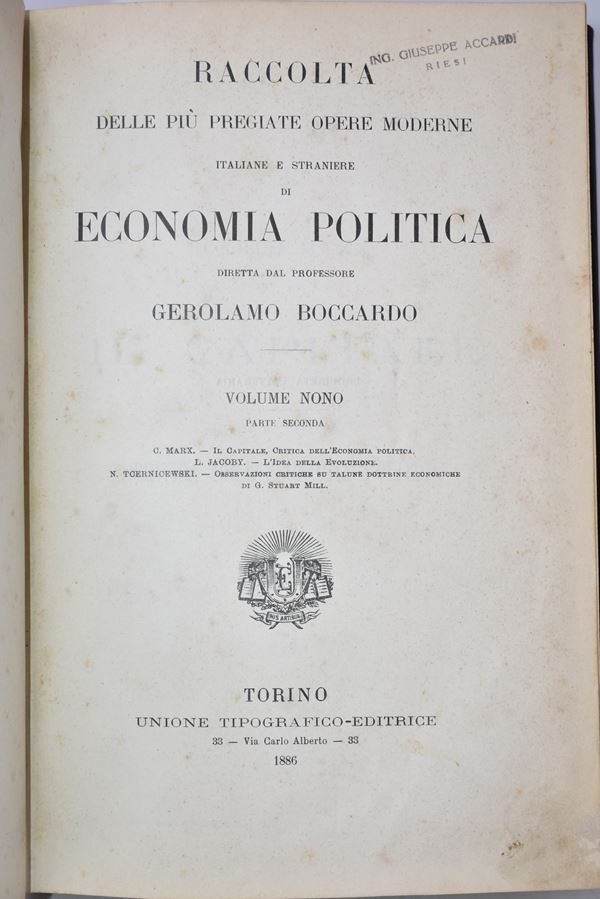 ING. GIUSEPPE ACCARDI
RIESI
RACCOLTA
DELLE PIÙ PREGIATE OPERE MODERNE
ITALIANE E STRANIERE
DI
ECONOMIA POLITICA
DIRETTA DAL PROFESSORE
GEROLAMO BOCCARDO
VOLUME NONO
PARTE SECONDA
C. MARX. — IL CAPITALE, CRITICA DELL'ECONOMIA POLITICA.
L. JACOBY. — L'IDEA DELLA EVOLUZIONE.
N. TCERNICEWSKI. — OSSERVAZIONI CRITICHE SU TALUNE DOTTRINE ECONOMICHE
DI G. STUART MILL.
HIS ARTIBUS
TORINO
UNIONE TIPOGRAFICO-EDITRICE
33 — Via Carlo Alberto — 33
1886